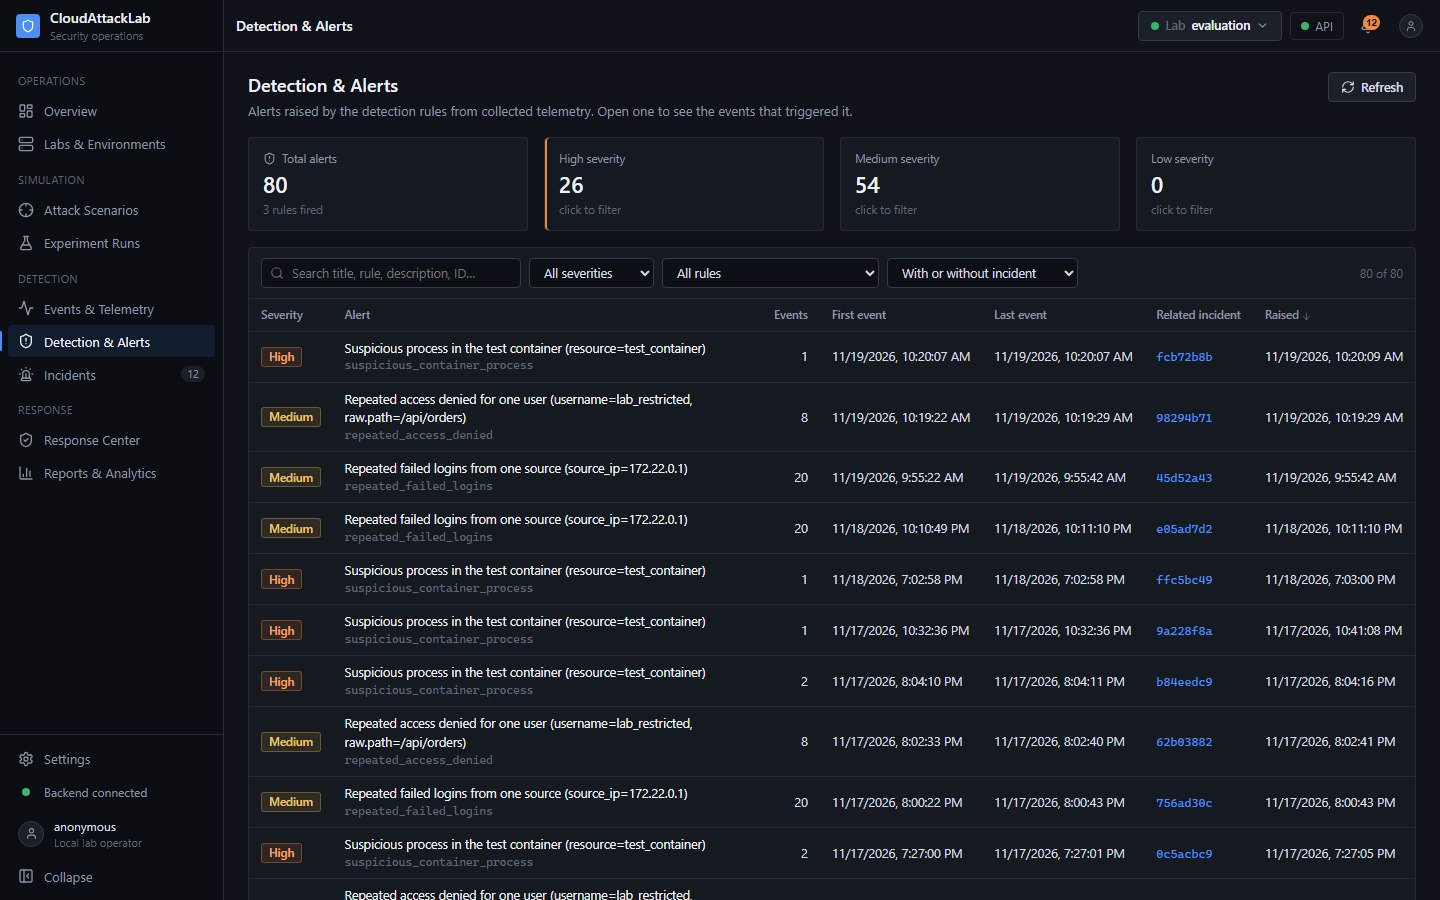 CloudAttackLab
Security operations
Detection & Alerts
Lab evaluation
API
12
OPERATIONS
Overview
Labs & Environments
SIMULATION
Attack Scenarios
Experiment Runs
DETECTION
Events & Telemetry
Detection & Alerts
Incidents 12
RESPONSE
Response Center
Reports & Analytics
Settings
Backend connected
anonymous
Local lab operator
Collapse
Detection & Alerts
Alerts raised by the detection rules from collected telemetry. Open one to see the events that triggered it.
Refresh
Total alerts
80
3 rules fired
High severity
26
click to filter
Medium severity
54
click to filter
Low severity
0
click to filter
Search title, rule, description, ID...
All severities
All rules
With or without incident
80 of 80
Severity Alert Events First event Last event Related incident Raised ↓
High Suspicious process in the test container (resource=test_container) 1 11/19/2026, 10:20:07 AM 11/19/2026, 10:20:07 AM fcb72b8b 11/19/2026, 10:20:09 AM
suspicious_container_process
Repeated access denied for one user (username=lab_restricted,
Medium raw.path=/api/orders) 8 11/19/2026, 10:19:22 AM 11/19/2026, 10:19:29 AM 98294b71 11/19/2026, 10:19:29 AM
repeated_access_denied
Medium Repeated failed logins from one source (source_ip=172.22.0.1) 20 11/19/2026, 9:55:22 AM 11/19/2026, 9:55:42 AM 45d52a43 11/19/2026, 9:55:42 AM
repeated_failed_logins
Medium Repeated failed logins from one source (source_ip=172.22.0.1) 20 11/18/2026, 10:10:49 PM 11/18/2026, 10:11:10 PM e05ad7d2 11/18/2026, 10:11:10 PM
repeated_failed_logins
High Suspicious process in the test container (resource=test_container) 1 11/18/2026, 7:02:58 PM 11/18/2026, 7:02:58 PM ffc5bc49 11/18/2026, 7:03:00 PM
suspicious_container_process
High Suspicious process in the test container (resource=test_container) 1 11/17/2026, 10:32:36 PM 11/17/2026, 10:32:36 PM 9a228f8a 11/17/2026, 10:41:08 PM
suspicious_container_process
High Suspicious process in the test container (resource=test_container) 2 11/17/2026, 8:04:10 PM 11/17/2026, 8:04:11 PM b84eedc9 11/17/2026, 8:04:16 PM
suspicious_container_process
Repeated access denied for one user (username=lab_restricted,
Medium raw.path=/api/orders) 8 11/17/2026, 8:02:33 PM 11/17/2026, 8:02:40 PM 62b03882 11/17/2026, 8:02:41 PM
repeated_access_denied
Medium Repeated failed logins from one source (source_ip=172.22.0.1) 20 11/17/2026, 8:00:22 PM 11/17/2026, 8:00:43 PM 756ad30c 11/17/2026, 8:00:43 PM
repeated_failed_logins
High Suspicious process in the test container (resource=test_container) 2 11/17/2026, 7:27:00 PM 11/17/2026, 7:27:01 PM 0c5acbc9 11/17/2026, 7:27:05 PM
suspicious_container_process
Repeated access denied for one user (username=lab_restricted,